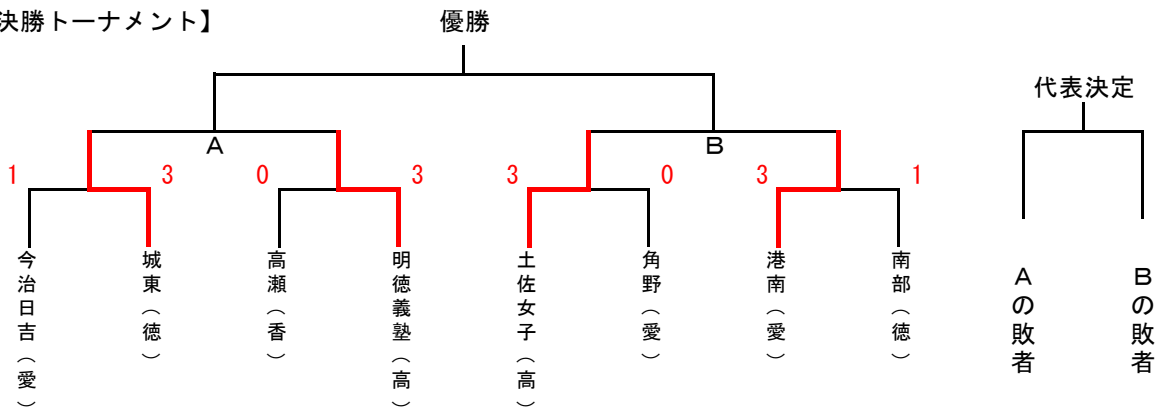 決勝トーナメント】
優勝
代表決定
A
B
1
3
0
3
3
0
3
1
今治日吉（愛）
城東（徳）
高瀬（香）
明徳義塾（高）
土佐女子（高）
角野（愛）
港南（愛）
南部（徳）
Aの敗者
Bの敗者